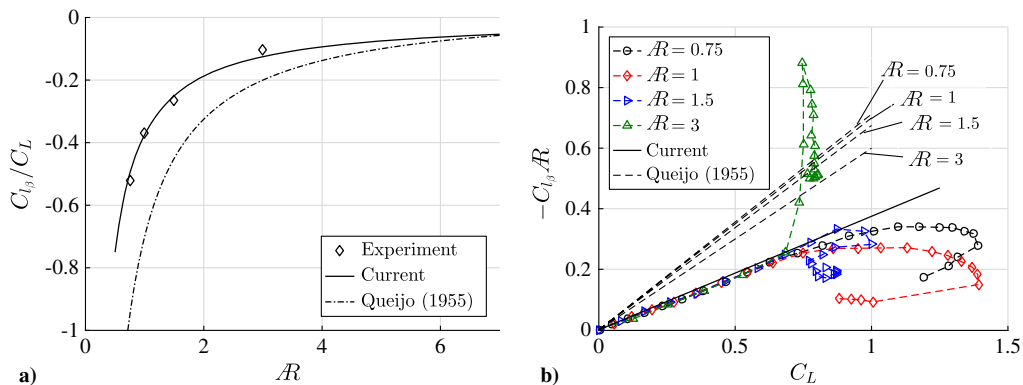 0
-0.2
-0.4
-0.6
-0.8
-1
0
2
4
6
C_{l_β}/C_L
Æ
Experiment
Current
Queijo (1955)
a)
1
0.8
0.6
0.4
0.2
0
0
0.5
1
1.5
−C_{l_β}Æ
C_L
Æ = 0.75
Æ = 1
Æ = 1.5
Æ = 3
Current
Queijo (1955)
Æ = 0.75
Æ = 1
Æ = 1.5
Æ = 3
b)